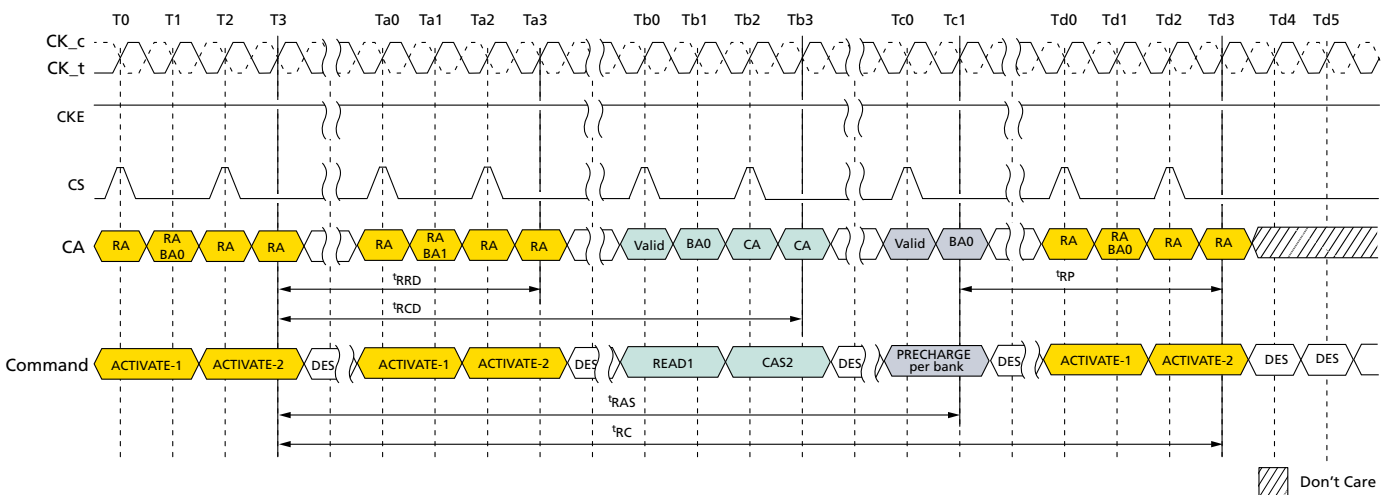 T0 T1 T2 T3 Ta0 Ta1 Ta2 Ta3 Tb0 Tb1 Tb2 Tb3 Tc0 Tc1 Td0 Td1 Td2 Td3 Td4 Td5
CK_c
CK_t
CKE
CS
CA RA RA BA0 RA RA RA RA BA1 RA RA Valid BA0 CA CA Valid BA0 RA RA BA0 RA RA
tRRD tRP
tRCD
Command ACTIVATE-1 ACTIVATE-2 DES ACTIVATE-1 ACTIVATE-2 DES READ1 CAS2 DES PRECHARGE per bank DES ACTIVATE-1 ACTIVATE-2 DES DES
tRAS
tRC
Don't Care